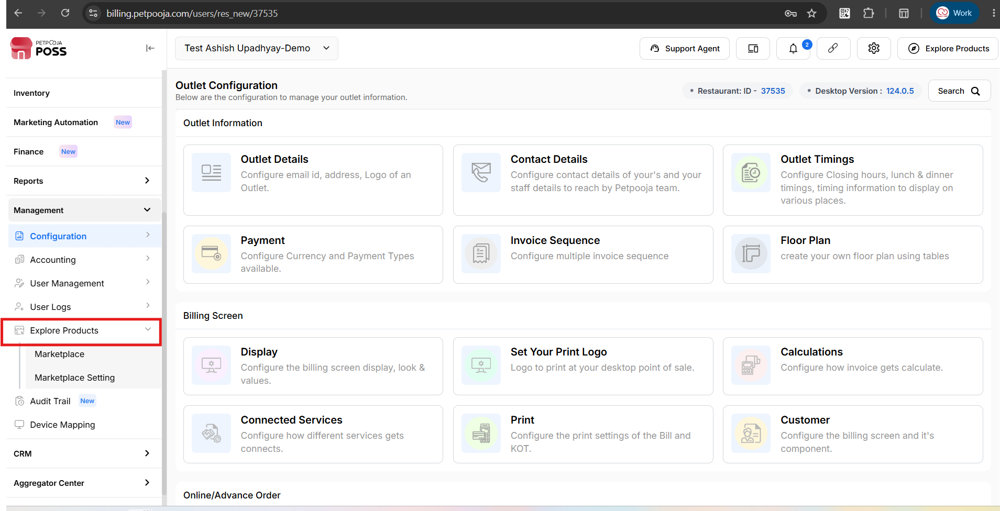 billing.petpooja.com/users/res_new/37535
Work
PETPOOJA
POSS
Test Ashish Upadhyay-Demo
Support Agent
2
Explore Products
Inventory
Marketing Automation New
Finance New
Reports
Management
Configuration
Accounting
User Management
User Logs
Explore Products
Marketplace
Marketplace Setting
Audit Trail New
Device Mapping
CRM
Aggregator Center
Outlet Configuration
Below are the configuration to manage your outlet information.
• Restaurant: ID - 37535
• Desktop Version : 124.0.5
Search
Outlet Information
Outlet Details
Configure email id, address, Logo of an
Outlet.
Contact Details
Configure contact details of your's and your
staff details to reach by Petpooja team.
Outlet Timings
Configure Closing hours, lunch & dinner
timings, timing information to display on
various places.
Payment
Configure Currency and Payment Types
available.
Invoice Sequence
Configure multiple invoice sequence
Floor Plan
create your own floor plan using tables
Billing Screen
Display
Configure the billing screen display, look &
values.
Set Your Print Logo
Logo to print at your desktop point of sale.
Calculations
Configure how invoice gets calculate.
Connected Services
Configure how different services gets
connects.
Print
Configure the print settings of the Bill and
KOT.
Customer
Configure the billing screen and it's
component.
Online/Advance Order